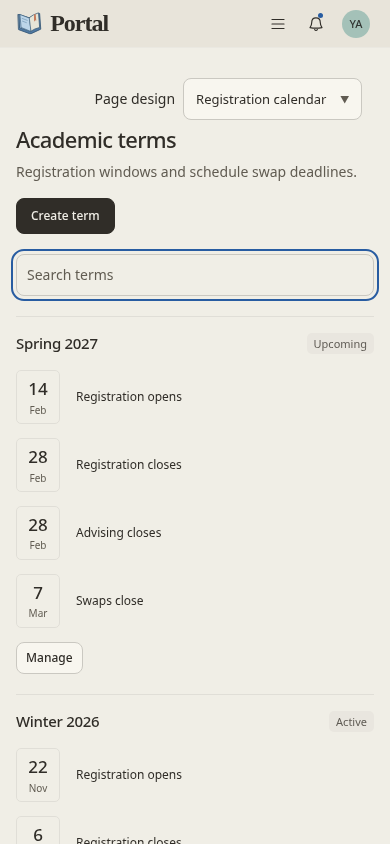 Portal
YA
Page design
Registration calendar
Academic terms
Registration windows and schedule swap deadlines.
Create term
Search terms
Spring 2027
Upcoming
14
Feb
Registration opens
28
Feb
Registration closes
28
Feb
Advising closes
7
Mar
Swaps close
Manage
Winter 2026
Active
22
Nov
Registration opens
6
Registration closes